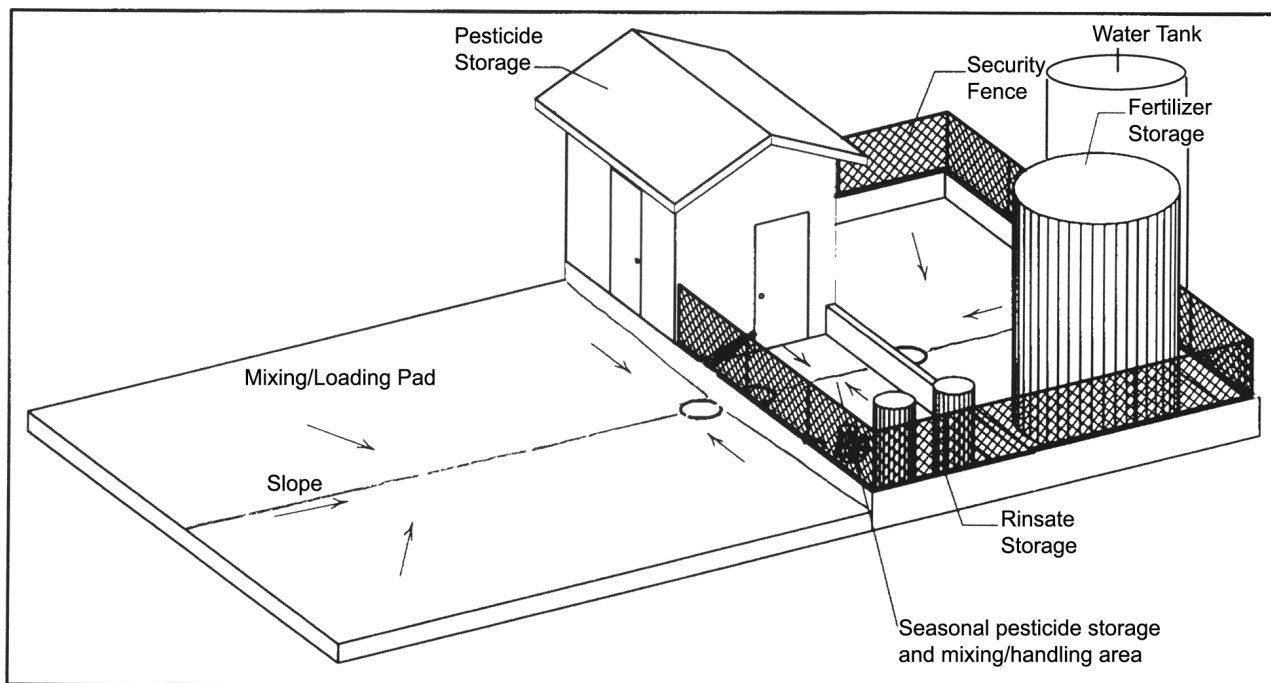 Pesticide
Storage
Water Tank
Security
Fence
Fertilizer
Storage
Mixing/Loading Pad
Slope
Rinsate
Storage
Seasonal pesticide storage
and mixing/handling area